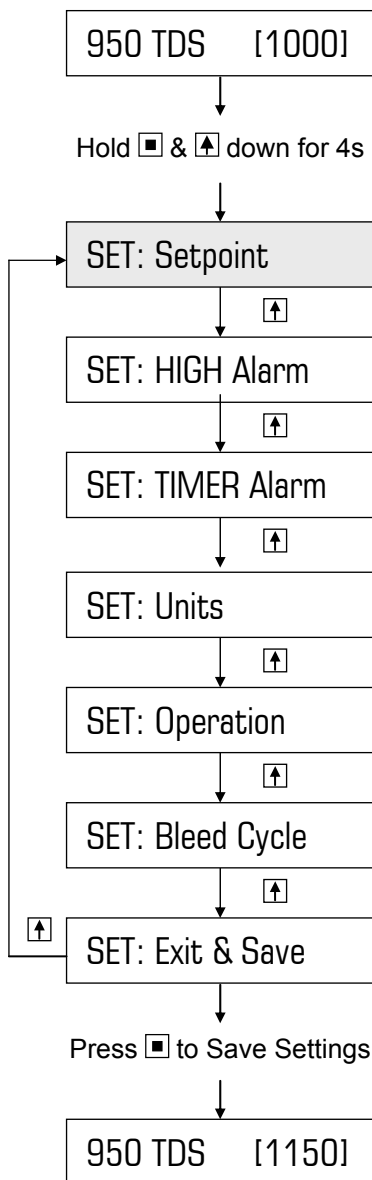 950 TDS [1000]
Hold ■ & ↑ down for 4s
SET: Setpoint
↑
SET: HIGH Alarm
↑
SET: TIMER Alarm
↑
SET: Units
↑
SET: Operation
↑
SET: Bleed Cycle
↑
↑
SET: Exit & Save
Press ■ to Save Settings
950 TDS [1150]